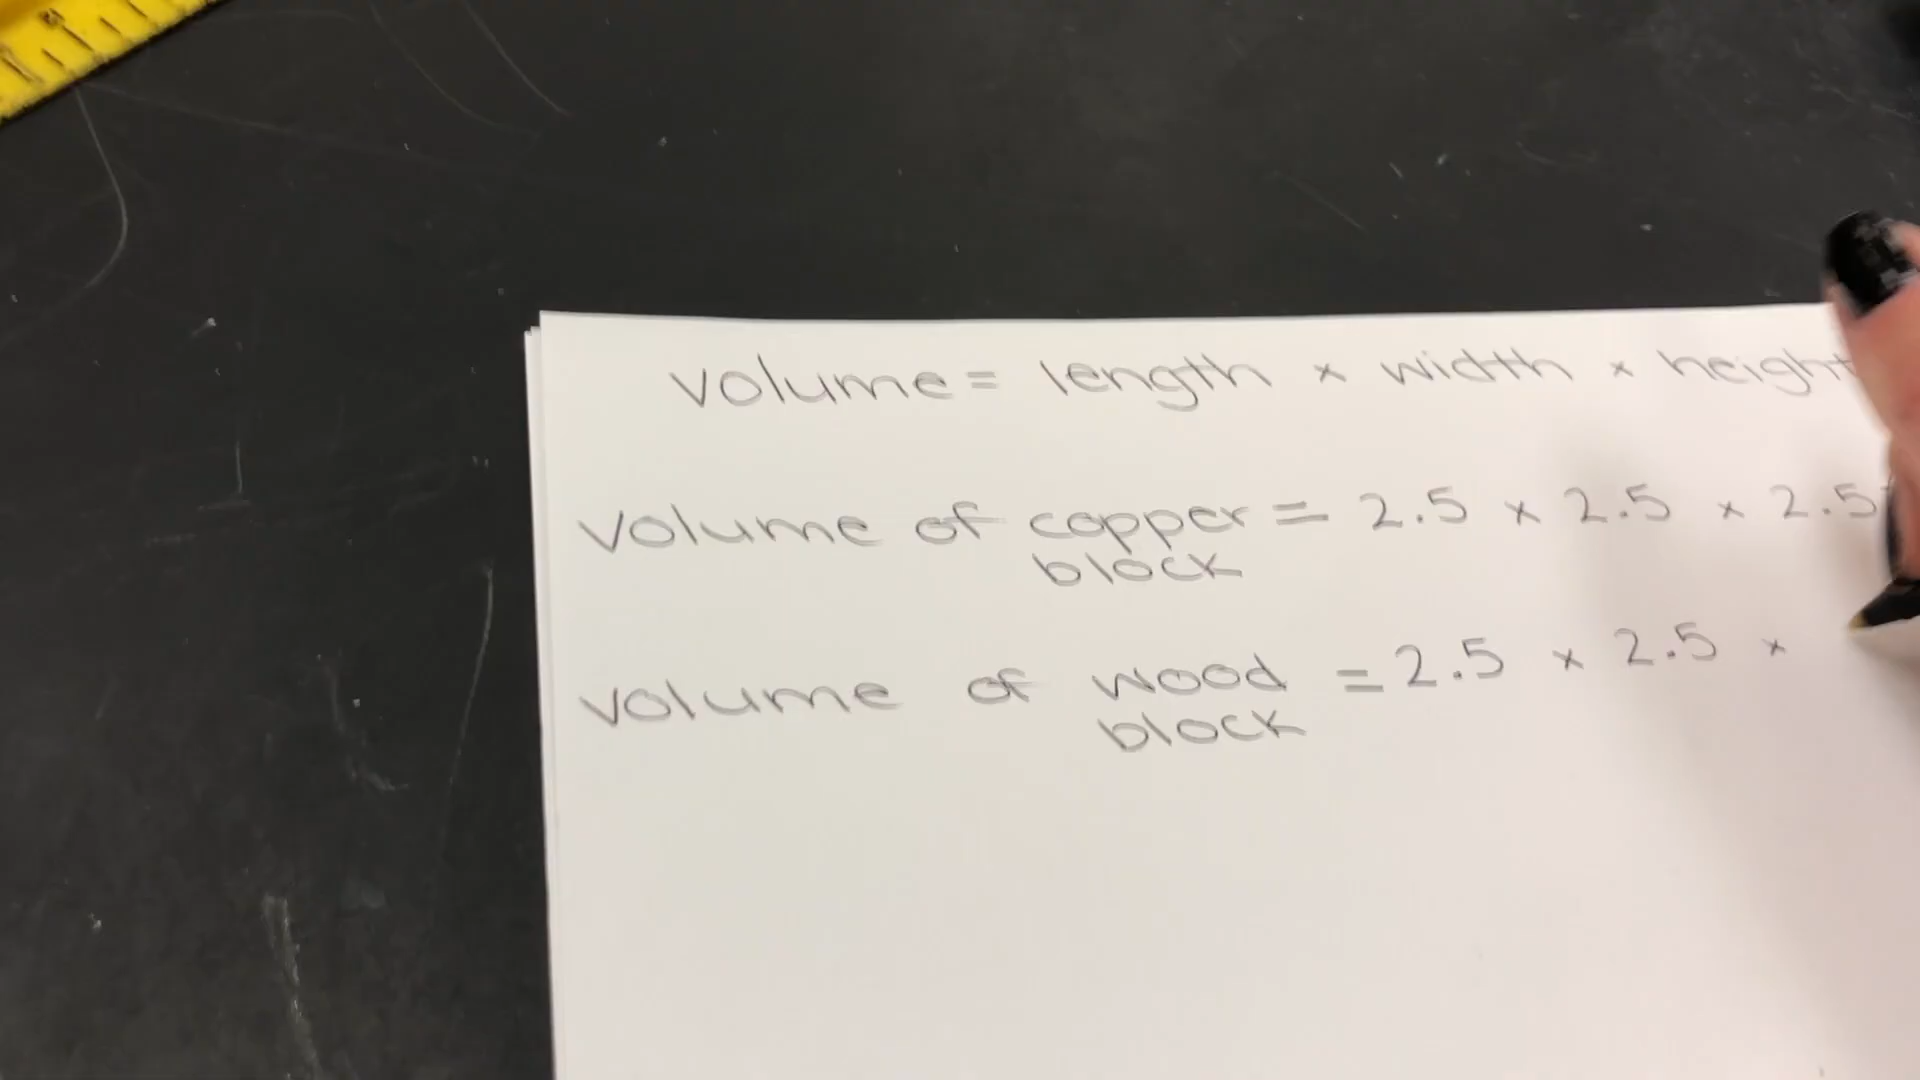 volume = length x width x height
volume of copper = 2.5 x 2.5 x 2.5
block
volume of wood = 2.5 x 2.5 x
block